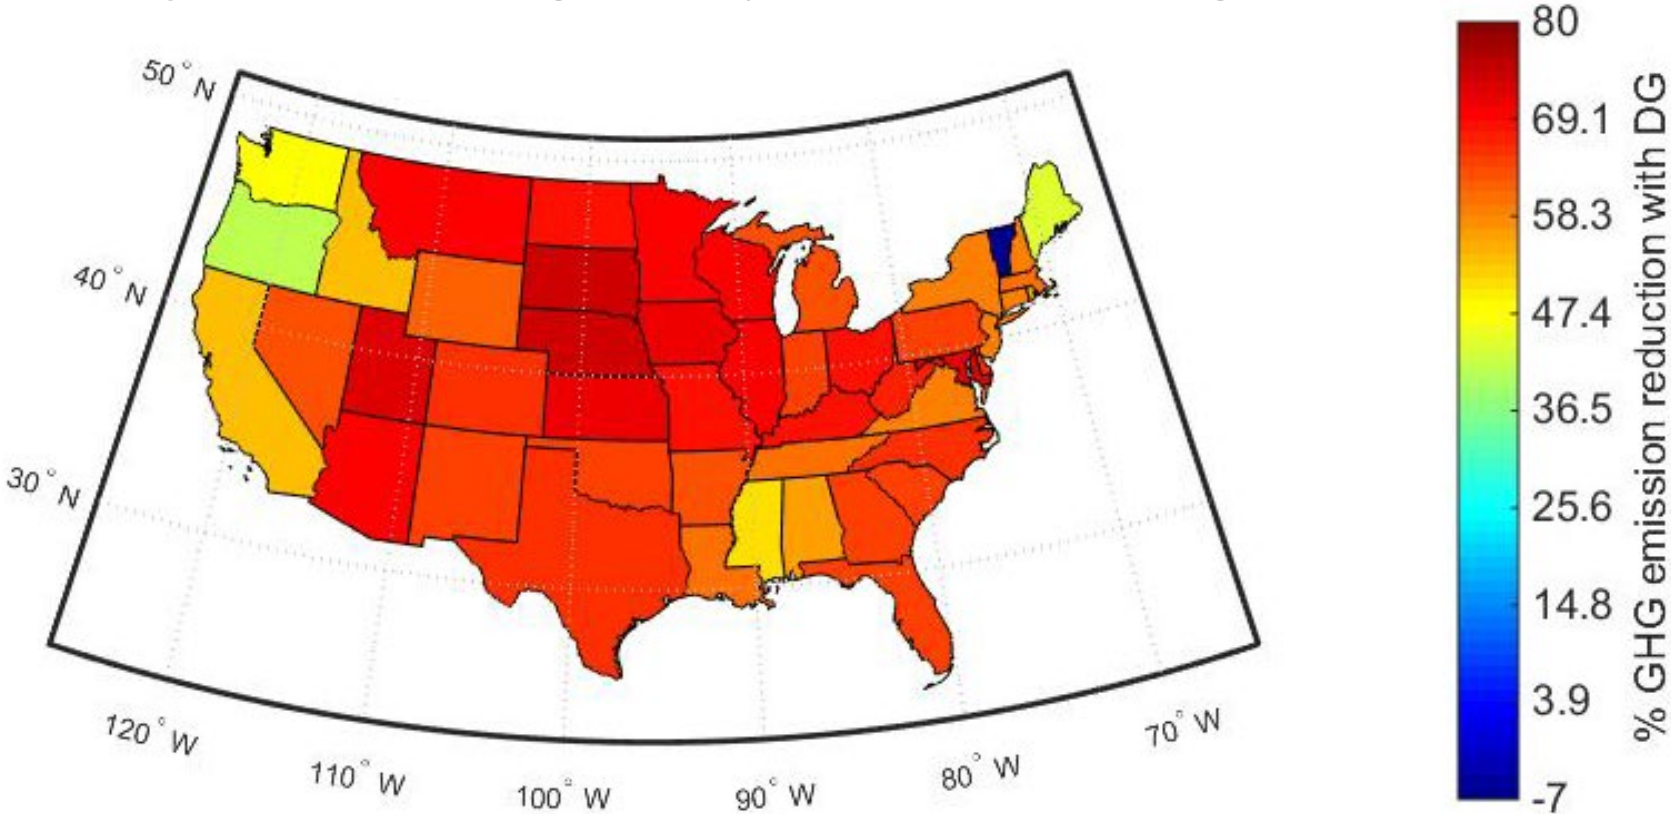 50° N
40° N
30° N
120° W
110° W
100° W
90° W
80° W
70° W
80
69.1
58.3
47.4
36.5
25.6
14.8
3.9
-7
% GHG emission reduction with DG